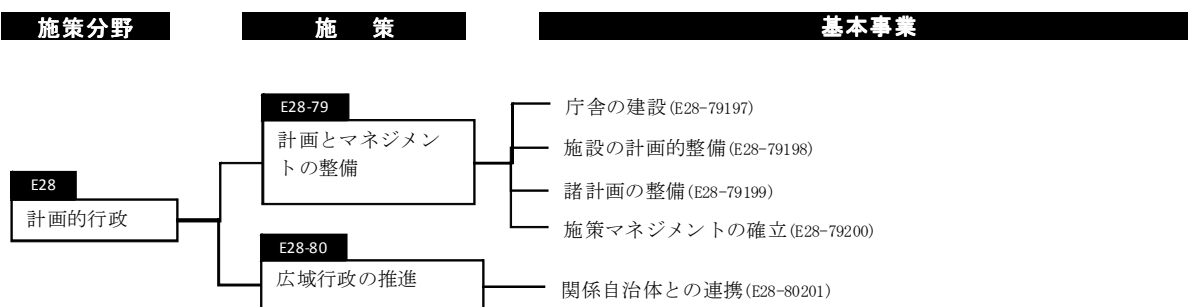 施策分野
施　策
基本事業
E28
計画的行政
E28-79
計画とマネジメン
トの整備
庁舎の建設(E28-79197)
施設の計画的整備(E28-79198)
諸計画の整備(E28-79199)
施策マネジメントの確立(E28-79200)
E28-80
広域行政の推進
関係自治体との連携(E28-80201)